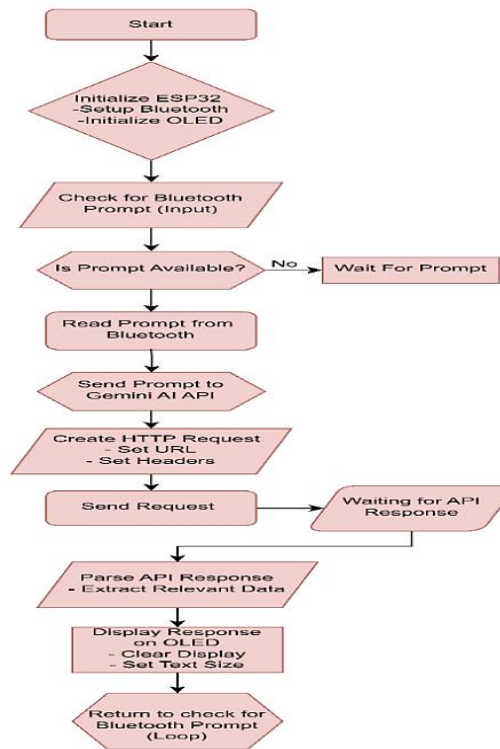 Start
Initialize ESP32
-Setup Bluetooth
-Initialize OLED
Check for Bluetooth
Prompt (Input)
Is Prompt Available?
No
Wait For Prompt
Read Prompt from
Bluetooth
Send Prompt to
Gemini AI API
Create HTTP Request
- Set URL
- Set Headers
Send Request
Waiting for API
Response
Parse API Response
- Extract Relevant Data
Display Response
on OLED
- Clear Display
- Set Text Size
Return to check for
Bluetooth Prompt
(Loop)